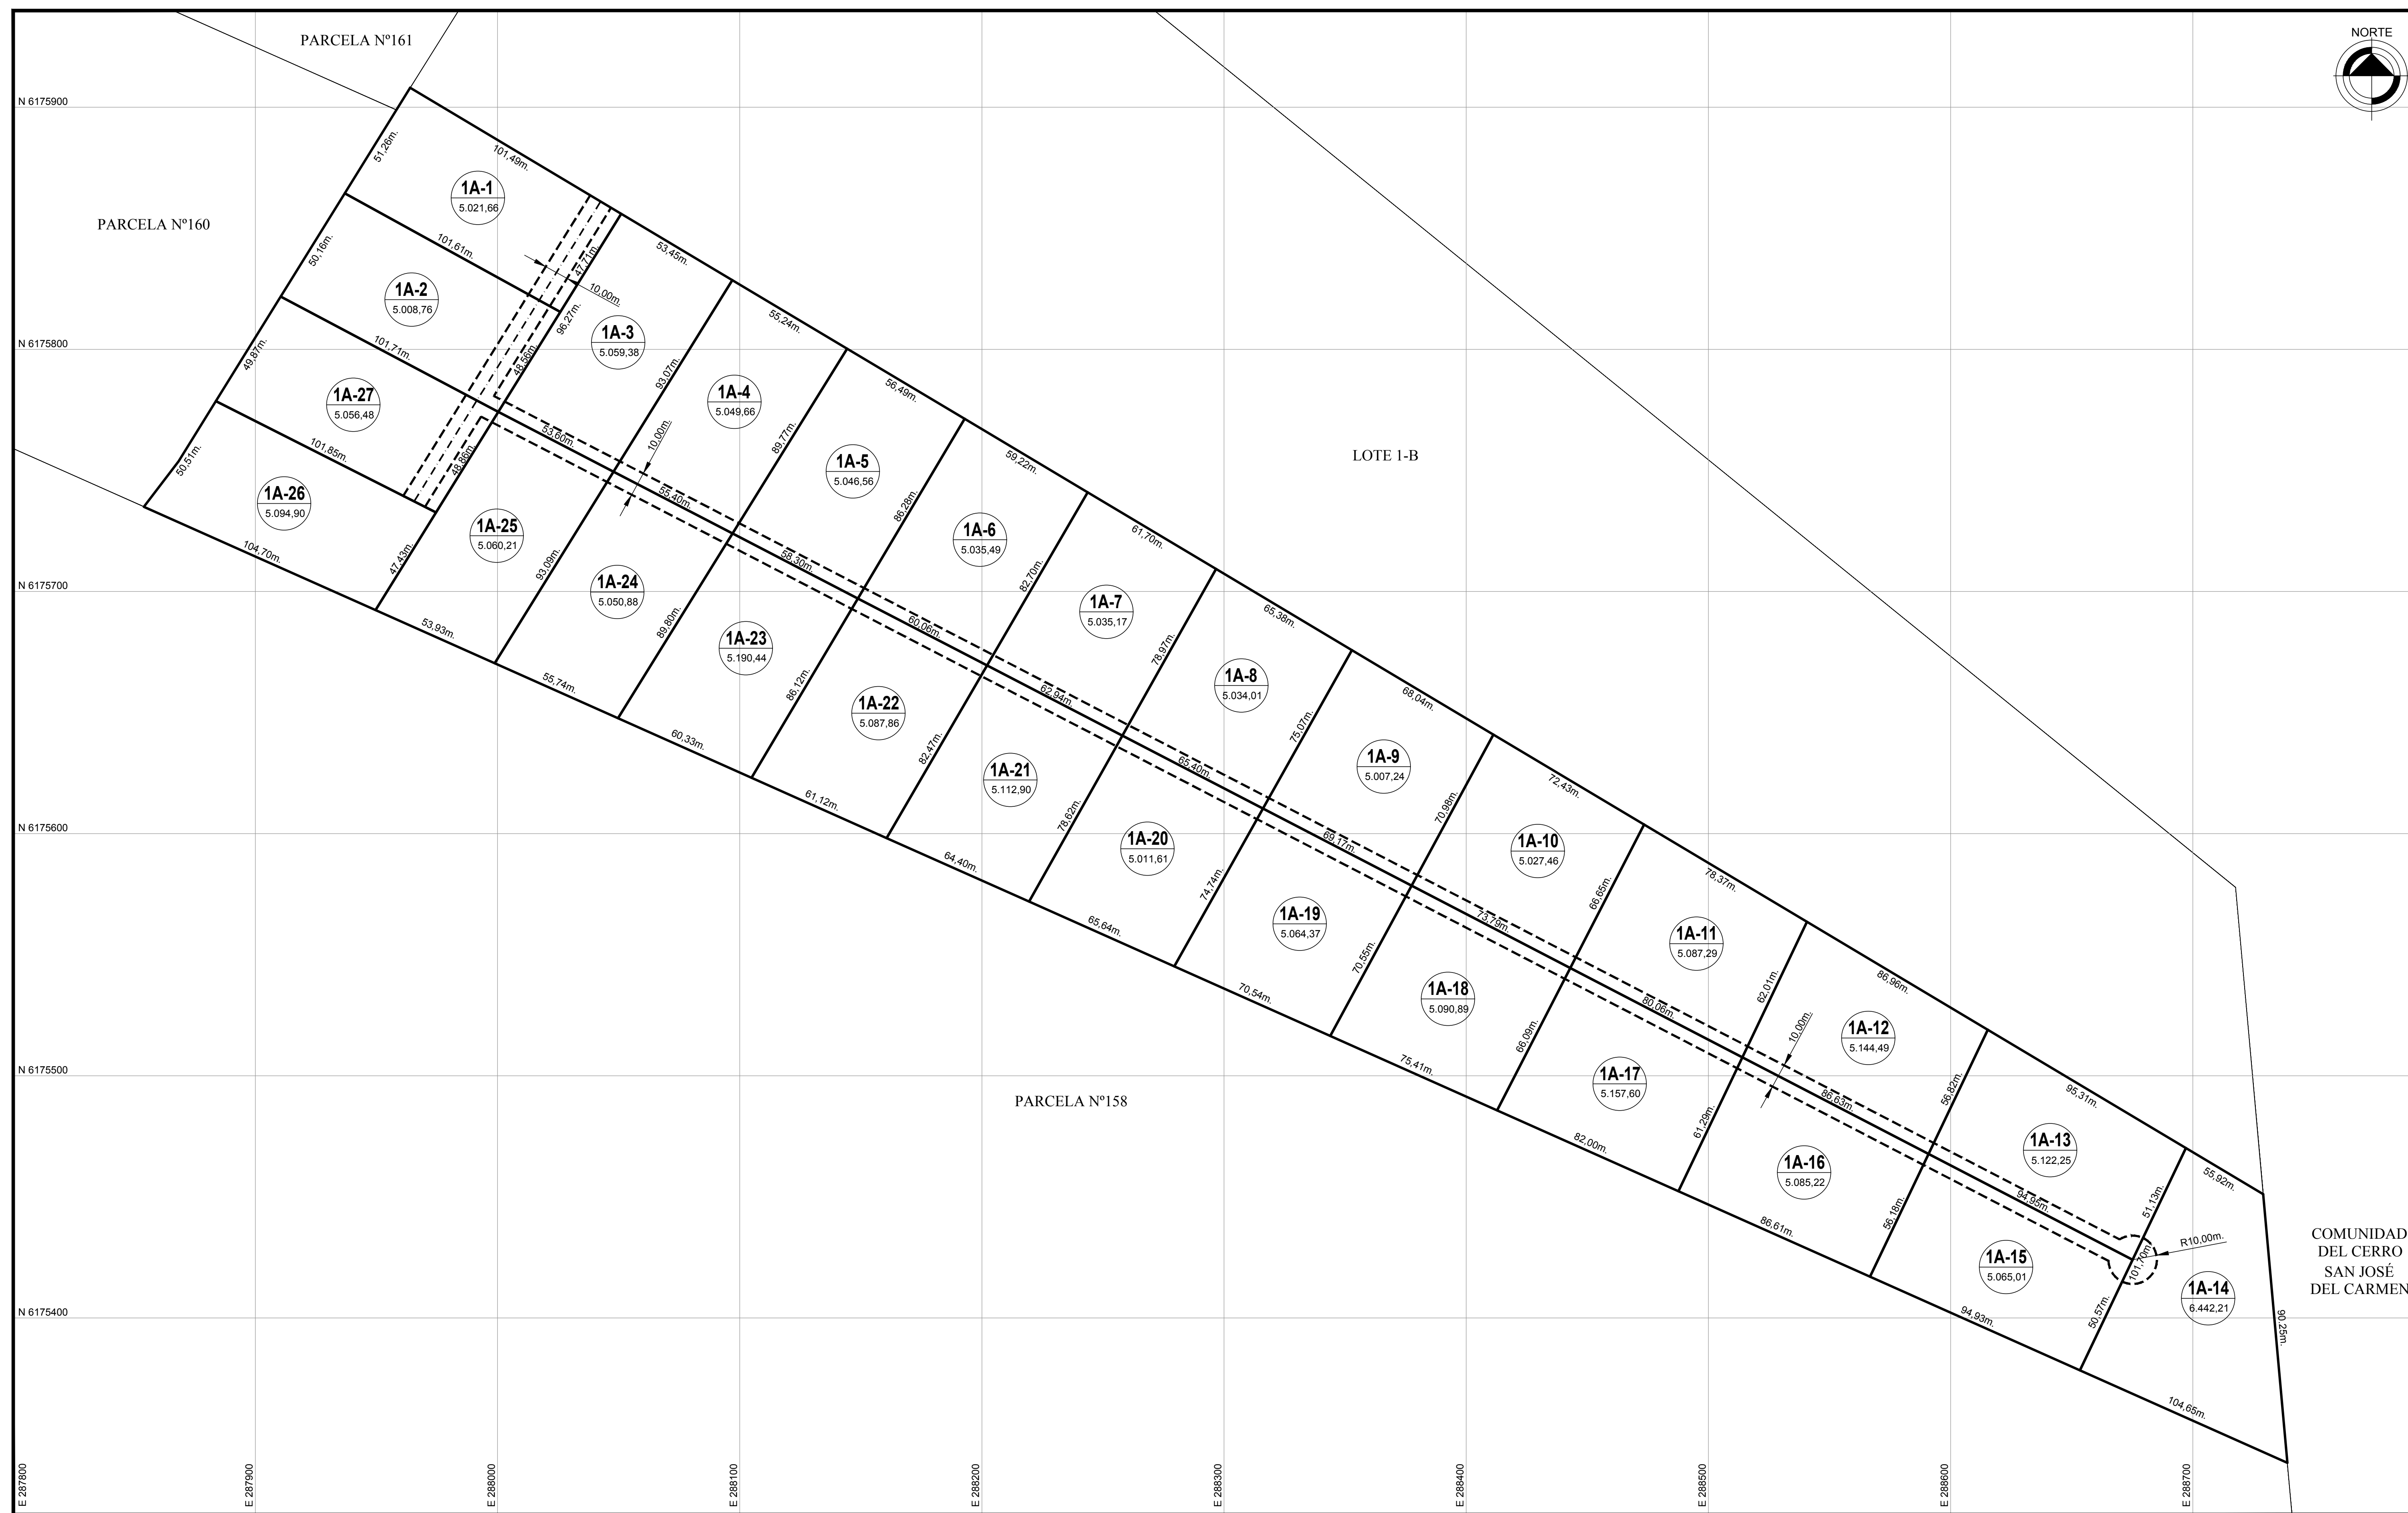 PARCELA Nº161
NORTE
N 6175900
51,26m.
101,49m.
1A-1
5.021,66
PARCELA Nº160
50,16m.
101,61m.
47,71m.
53,45m.
10,00m.
1A-2
5.008,76
96,27m.
1A-3
5.059,38
55,24m.
N 6175800
49,87m.
101,71m.
48,56m.
93,07m.
1A-4
5.049,66
56,49m.
1A-27
5.056,48
53,60m.
10,00m.
89,77m.
50,51m.
101,85m.
48,86m.
1A-5
5.046,56
59,22m.
LOTE 1-B
1A-26
5.094,90
55,40m.
86,28m.
1A-25
5.060,21
1A-6
5.035,49
61,70m.
104,70m.
47,43m.
93,09m.
58,30m.
82,70m.
N 6175700
1A-24
5.050,88
1A-7
5.035,17
65,38m.
53,93m.
89,80m.
60,06m.
78,97m.
1A-23
5.190,44
1A-8
5.034,01
68,04m.
55,74m.
86,12m.
62,94m.
75,07m.
1A-22
5.087,86
60,33m.
82,47m.
65,40m.
1A-9
5.007,24
72,43m.
1A-21
5.112,90
61,12m.
78,62m.
70,98m.
N 6175600
1A-20
5.011,61
69,17m.
1A-10
5.027,46
78,37m.
64,40m.
74,74m.
66,65m.
1A-19
5.064,37
65,64m.
73,79m.
1A-11
5.087,29
70,55m.
62,01m.
86,96m.
70,54m.
1A-18
5.090,89
80,06m.
10,00m.
1A-12
5.144,49
66,09m.
N 6175500
75,41m.
1A-17
5.157,60
86,63m.
56,82m.
95,31m.
PARCELA Nº158
61,29m.
82,00m.
1A-13
5.122,25
1A-16
5.085,22
55,92m.
86,61m.
56,18m.
94,95m.
51,13m.
R10,00m.
COMUNIDAD
DEL CERRO
SAN JOSÉ
DEL CARMEN
1A-15
5.065,01
101,70m.
1A-14
6.442,21
N 6175400
94,93m.
50,57m.
90,25m.
104,65m.
E 287800
E 287900
E 288000
E 288100
E 288200
E 288300
E 288400
E 288500
E 288600
E 288700